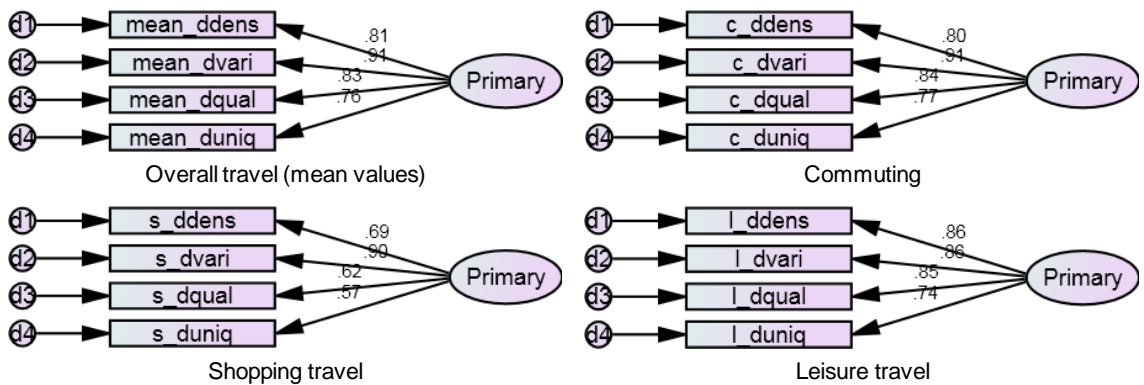 d1 mean_ddens .81
d2 mean_dvari .91
d3 mean_dqual .83
d4 mean_duniq .76
Primary
Overall travel (mean values)
d1 c_ddens .80
d2 c_dvari .91
d3 c_dqual .84
d4 c_duniq .77
Primary
Commuting
d1 s_ddens .69
d2 s_dvari .90
d3 s_dqual .62
d4 s_duniq .57
Primary
Shopping travel
d1 l_ddens .86
d2 l_dvari .86
d3 l_dqual .85
d4 l_duniq .74
Primary
Leisure travel